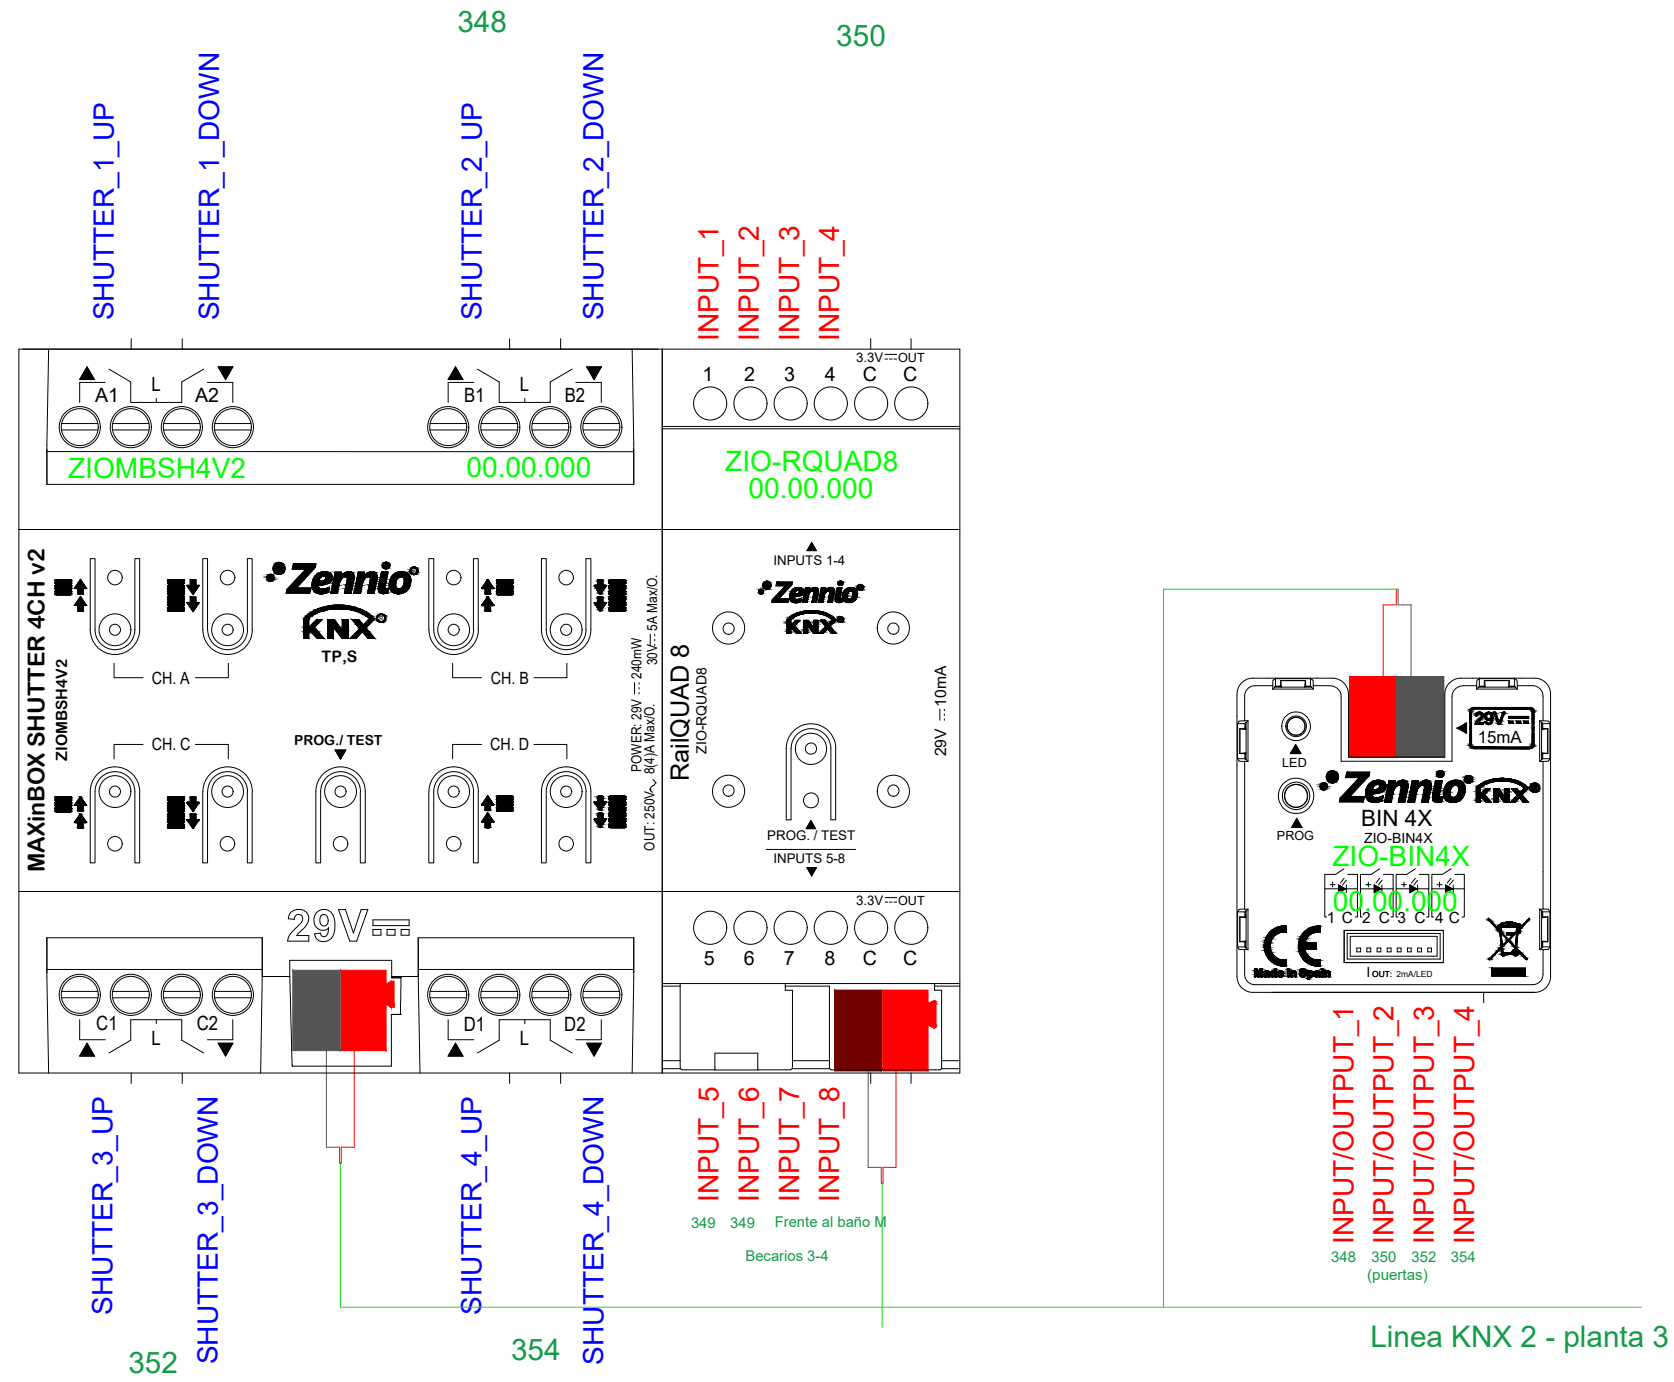 348
350
SHUTTER_1_UP
SHUTTER_1_DOWN
SHUTTER_2_UP
SHUTTER_2_DOWN
INPUT_1
INPUT_2
INPUT_3
INPUT_4
A1 L A2
B1 L B2
3.3V OUT
1 2 3 4 C C
ZIOMBSH4V2 00.00.000
ZIO-RQUAD8
00.00.000
MAXinBOX SHUTTER 4CH v2
ZIOMBSH4V2
Zennio
KNX
TP,S
CH. A
CH. B
CH. C
CH. D
PROG./ TEST
POWER: 29V 240mW
OUT: 250V 8(4)A Max/O.
30V 5A Max/O.
INPUTS 1-4
Zennio
KNX
RailQUAD 8
ZIO-RQUAD8
29V 10mA
PROG. / TEST
INPUTS 5-8
29V
3.3V OUT
5 6 7 8 C C
C1 L C2
D1 L D2
SHUTTER_3_UP
SHUTTER_3_DOWN
SHUTTER_4_UP
SHUTTER_4_DOWN
INPUT_5
INPUT_6
INPUT_7
INPUT_8
349 349 Frente al baño M
Becarios 3-4
352
354
29V
15mA
LED
PROG
Zennio KNX
BIN 4X
ZIO-BIN4X
ZIO-BIN4X
+ + + +
00.00.000
1 C 2 C 3 C 4 C
CE
Made in Spain
I OUT: 2mA/LED
INPUT/OUTPUT_1
INPUT/OUTPUT_2
INPUT/OUTPUT_3
INPUT/OUTPUT_4
348 350 352 354
(puertas)
Linea KNX 2 - planta 3